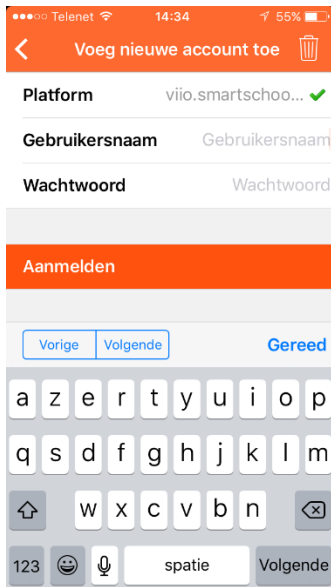 Telenet 14:34 55%
Voeg nieuwe account toe
Platform viio.smartschoo...
Gebruikersnaam Gebruikersnaam
Wachtwoord Wachtwoord
Aanmelden
Vorige Volgende Gereed
a z e r t y u i o p
q s d f g h j k l m
w x c v b n
123 spatie Volgende